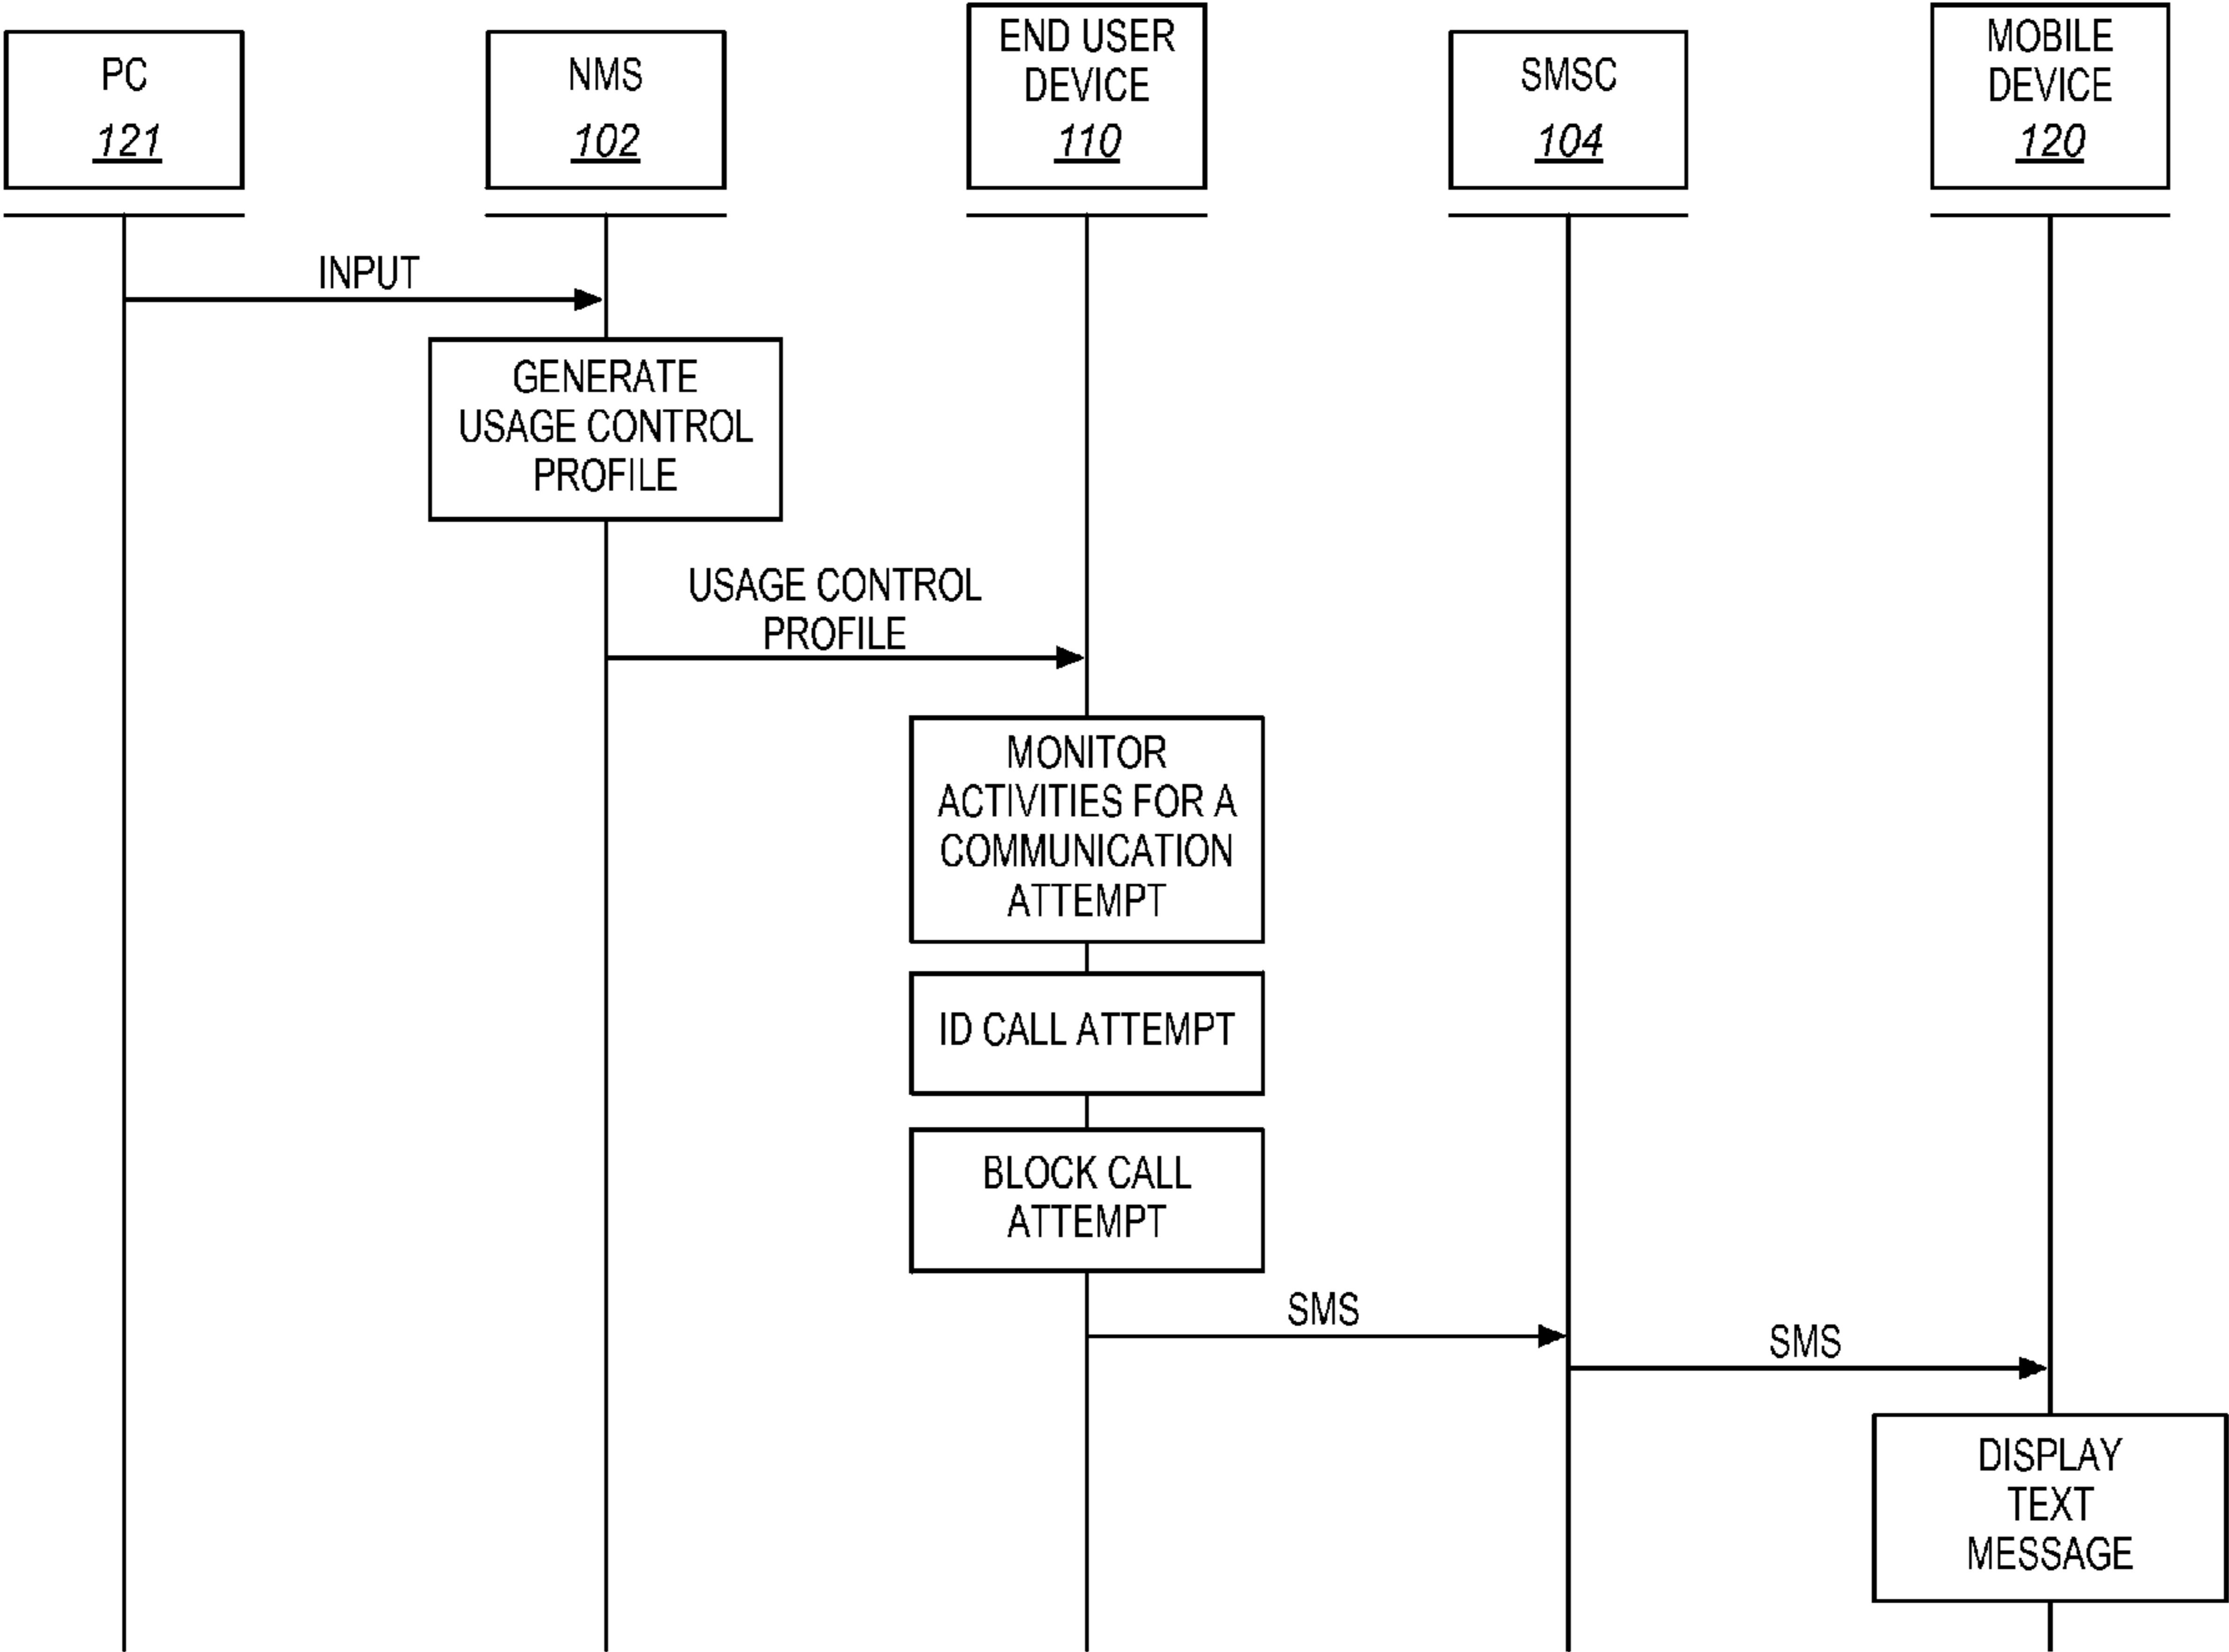 PC
121
NMS
102
END USER
DEVICE
110
SMSC
104
MOBILE
DEVICE
120
INPUT
GENERATE
USAGE CONTROL
PROFILE
USAGE CONTROL
PROFILE
MONITOR
ACTIVITIES FOR A
COMMUNICATION
ATTEMPT
ID CALL ATTEMPT
BLOCK CALL
ATTEMPT
SMS
SMS
DISPLAY
TEXT
MESSAGE